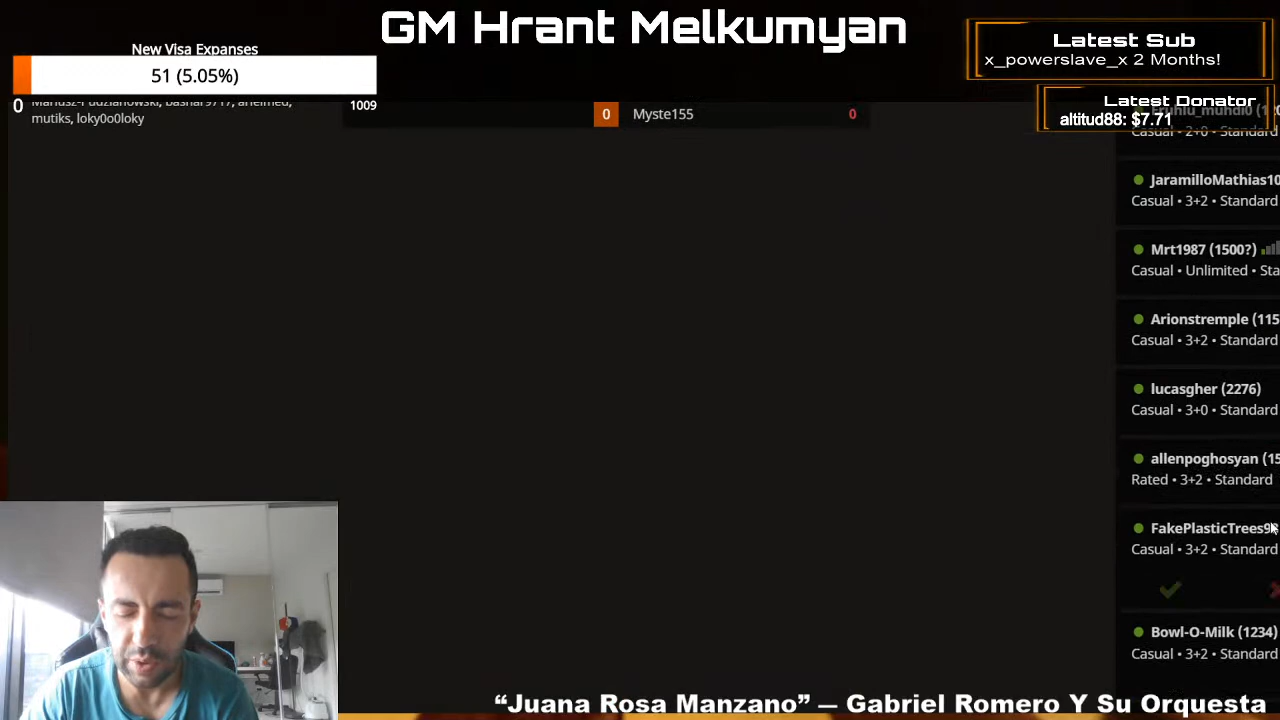 GM Hrant Melkumyan
New Visa Expanses
51 (5.05%)
0
1009
mutiks, loky0o0loky
0 Myste155 0
Latest Sub
x_powerslave_x 2 Months!
Latest Donator
altitud88: $7.71
Casual • 2+0 • Standard
JaramilloMathias10
Casual • 3+2 • Standard
Mrt1987 (1500?)
Casual • Unlimited • Sta
Arionstremple (115
Casual • 3+2 • Standard
lucasgher (2276)
Casual • 3+0 • Standard
allenpoghosyan (15
Rated • 3+2 • Standard
FakePlasticTrees9
Casual • 3+2 • Standard
Bowl-O-Milk (1234)
Casual • 3+2 • Standard
“Juana Rosa Manzano” — Gabriel Romero Y Su Orquesta